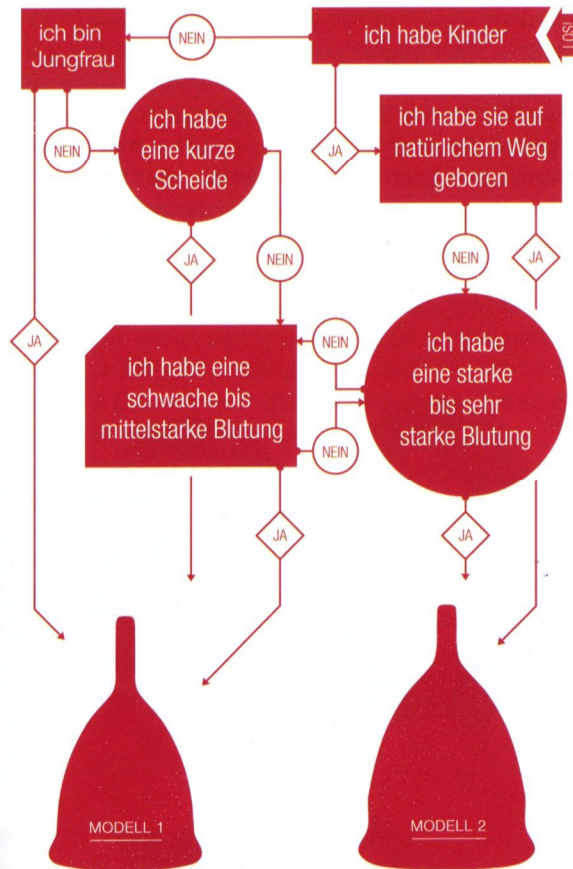 LOS!
ich habe Kinder
NEIN
ich bin
Jungfrau
JA
ich habe sie auf
natürlichem Weg
geboren
NEIN
ich habe
eine kurze
Scheide
JA
NEIN
NEIN
JA
JA
ich habe eine
schwache bis
mittelstarke Blutung
NEIN
NEIN
ich habe
eine starke
bis sehr
starke Blutung
JA
JA
MODELL 1
MODELL 2